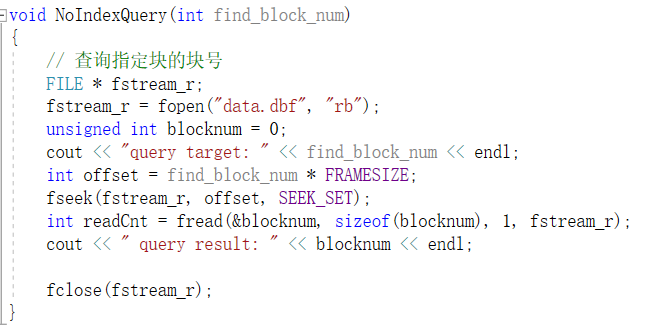 void NoIndexQuery(int find_block_num)
{
// 查询指定块的块号
FILE * fstream_r;
fstream_r = fopen("data.dbf", "rb");
unsigned int blocknum = 0;
cout << "query target: " << find_block_num << endl;
int offset = find_block_num * FRAMESIZE;
fseek(fstream_r, offset, SEEK_SET);
int readCnt = fread(&blocknum, sizeof(blocknum), 1, fstream_r);
cout << " query result: " << blocknum << endl;
fclose(fstream_r);
}